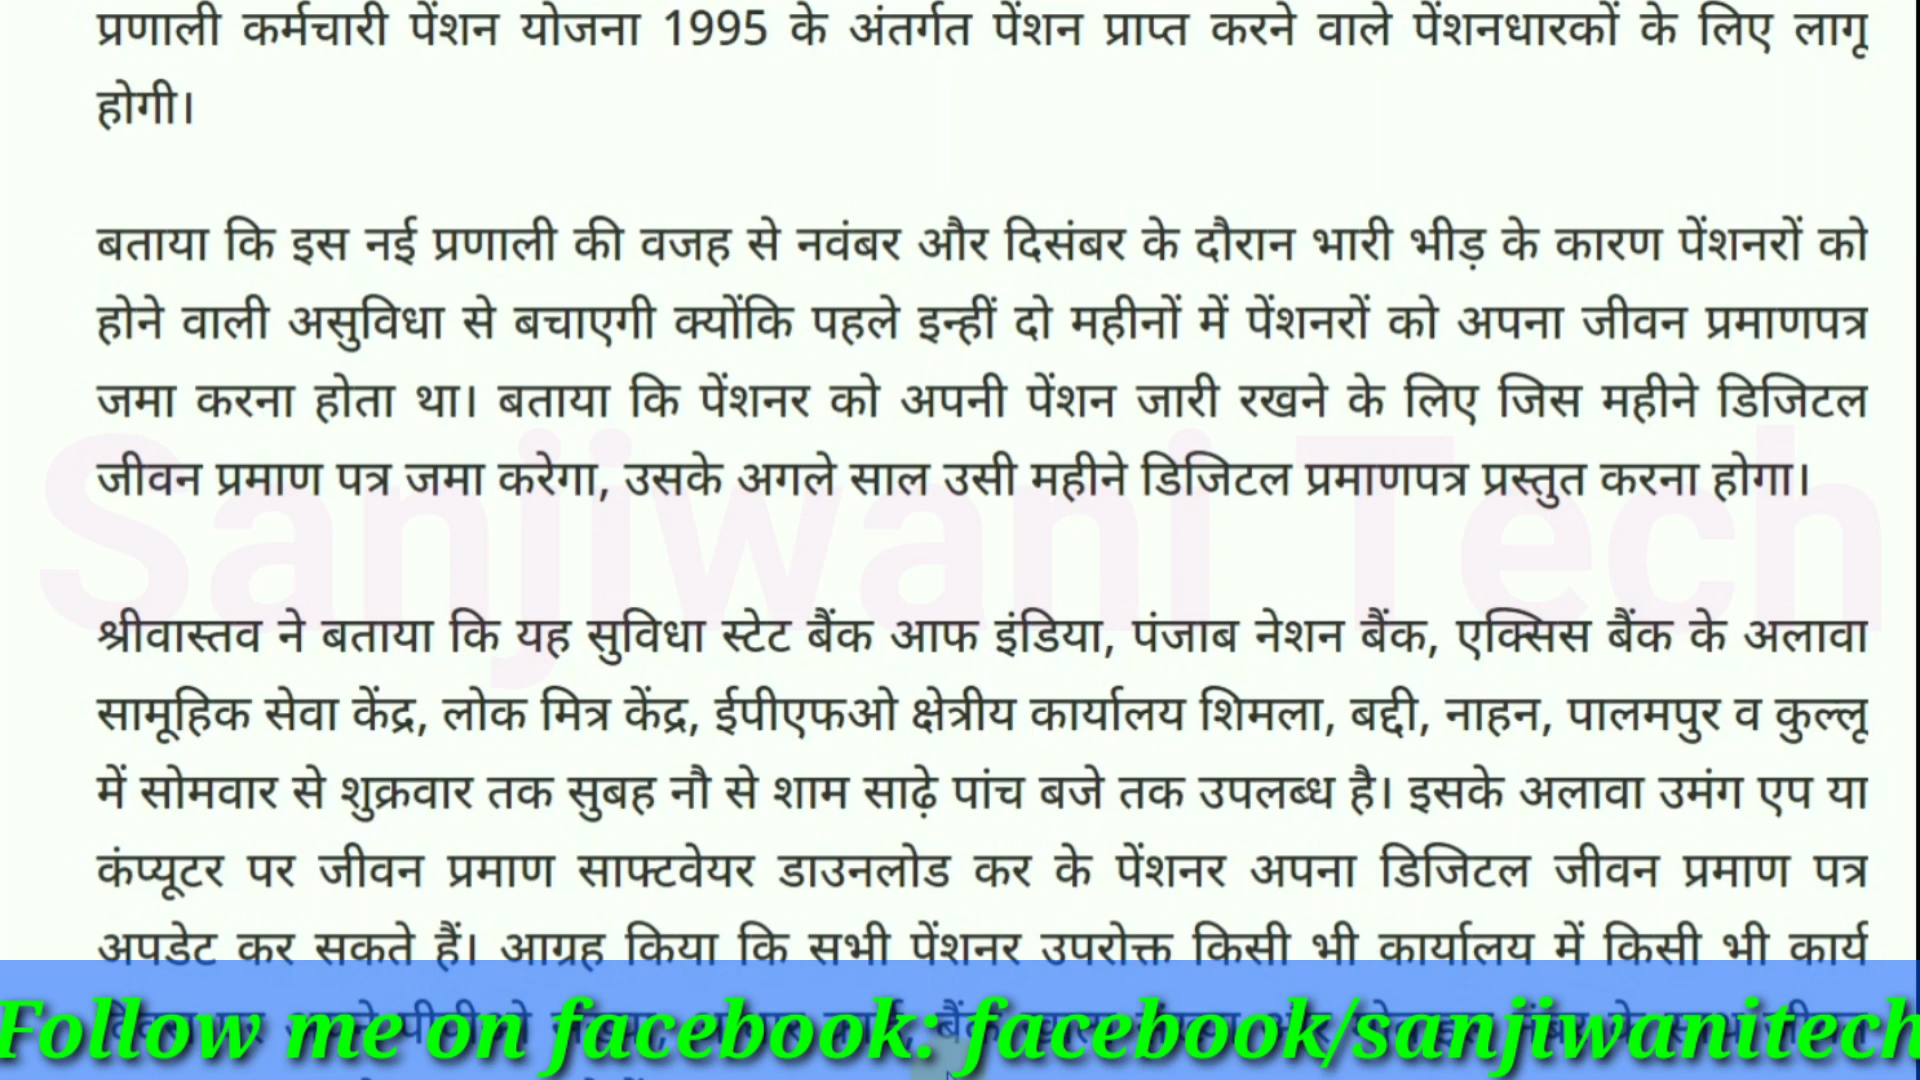 प्रणाली कर्मचारी पेंशन योजना 1995 के अंतर्गत पेंशन प्राप्त करने वाले पेंशनधारकों के लिए लागू
होगी।
बताया कि इस नई प्रणाली की वजह से नवंबर और दिसंबर के दौरान भारी भीड़ के कारण पेंशनरों को
होने वाली असुविधा से बचाएगी क्योंकि पहले इन्हीं दो महीनों में पेंशनरों को अपना जीवन प्रमाणपत्र
जमा करना होता था। बताया कि पेंशनर को अपनी पेंशन जारी रखने के लिए जिस महीने डिजिटल
जीवन प्रमाण पत्र जमा करेगा, उसके अगले साल उसी महीने डिजिटल प्रमाणपत्र प्रस्तुत करना होगा।
Sanjiwani Tech
श्रीवास्तव ने बताया कि यह सुविधा स्टेट बैंक आफ इंडिया, पंजाब नेशन बैंक, एक्सिस बैंक के अलावा
सामूहिक सेवा केंद्र, लोक मित्र केंद्र, ईपीएफओ क्षेत्रीय कार्यालय शिमला, बद्दी, नाहन, पालमपुर व कुल्लू
में सोमवार से शुक्रवार तक सुबह नौ से शाम साढ़े पांच बजे तक उपलब्ध है। इसके अलावा उमंग एप या
कंप्यूटर पर जीवन प्रमाण साफ्टवेयर डाउनलोड कर के पेंशनर अपना डिजिटल जीवन प्रमाण पत्र
अपडेट कर सकते हैं। आग्रह किया कि सभी पेंशनर उपरोक्त किसी भी कार्यालय में किसी भी कार्य
Follow me on facebook: facebook/sanjiwanitech